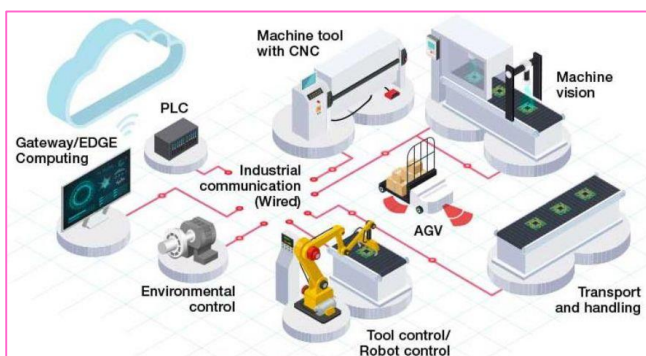 Machine tool
with CNC
Machine
vision
PLC
Gateway/EDGE
Computing
Industrial
communication
(Wired)
AGV
Environmental
control
Transport
and handling
Tool control/
Robot control